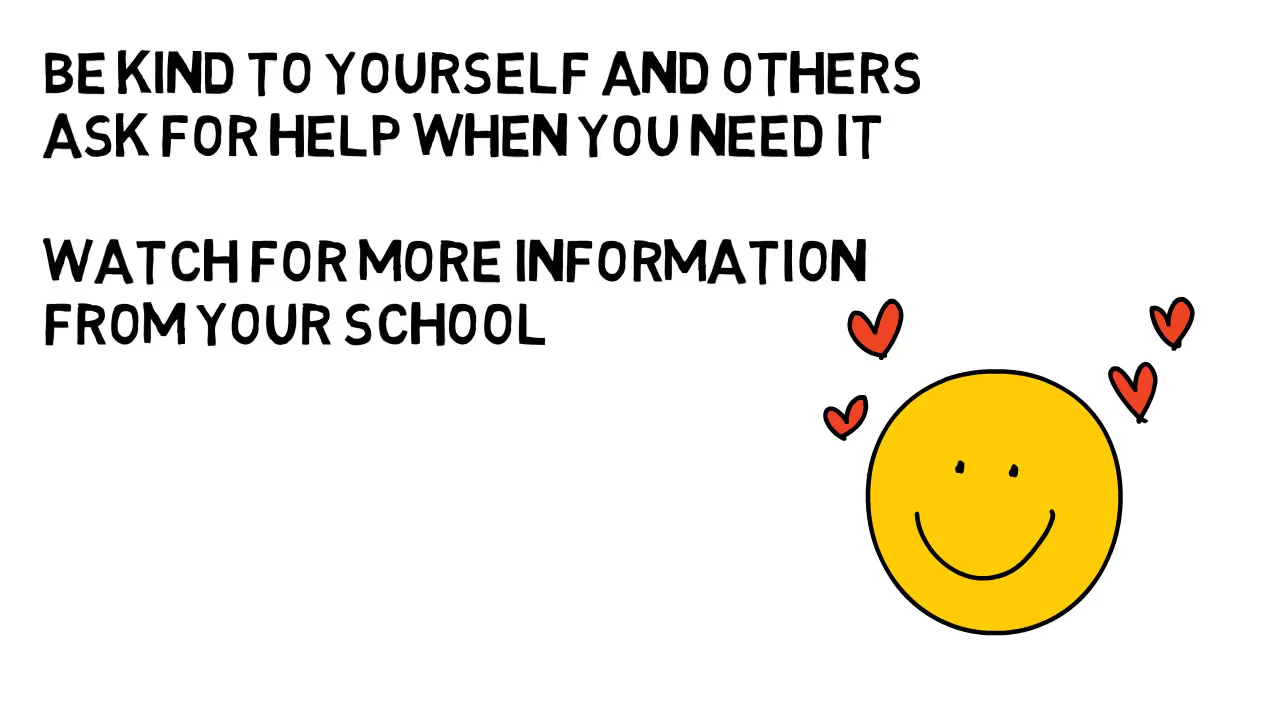 BE KIND TO YOURSELF AND OTHERS
ASK FOR HELP WHEN YOU NEED IT
WATCH FOR MORE INFORMATION
FROM YOUR SCHOOL